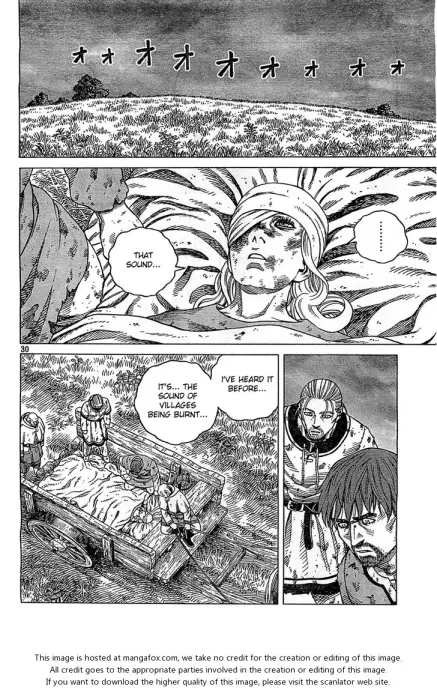 オオオオオオオオオ
THAT
SOUND...
.........
30
I'VE HEARD IT
BEFORE...
IT'S... THE
SOUND OF
VILLAGES
BEING BURNT...
This image is hosted at mangafox.com, we take no credit for the creation or editing of this image.
All credit goes to the appropriate parties involved in the creation or editing of this image.
If you want to download the higher quality of this image, please visit the scanlator web site.